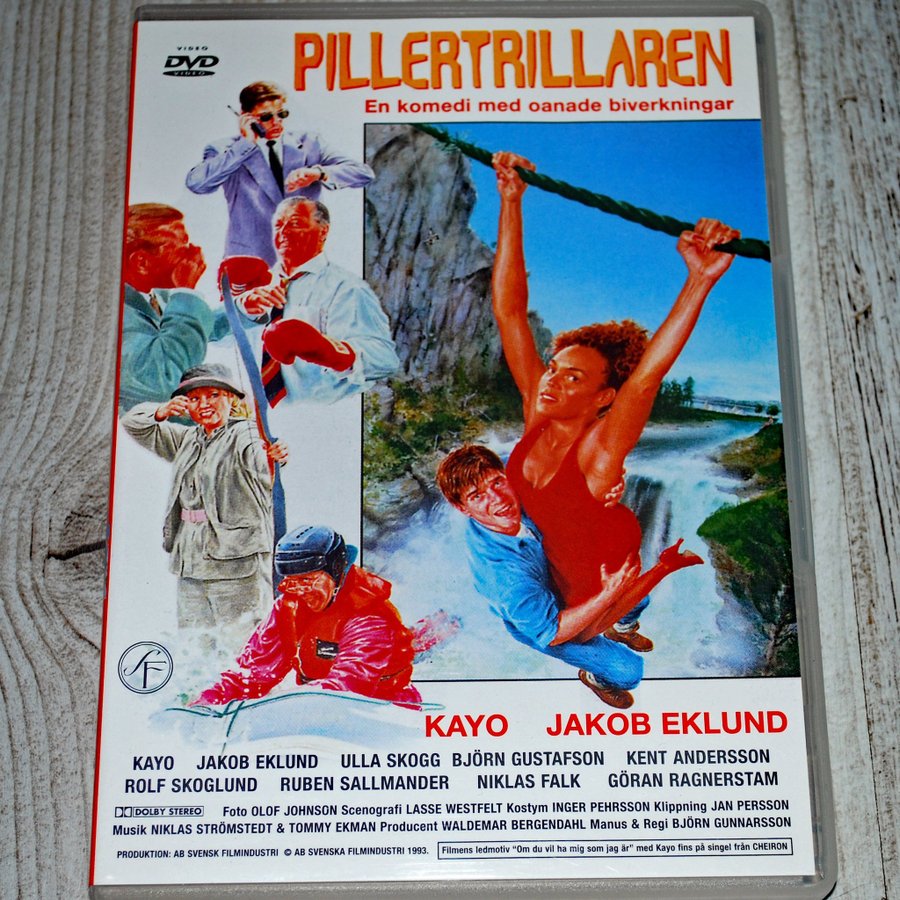 VIDEO
DVD
VIDEO
PILLERTRILLAREN
En komedi med oanade biverkningar
SF
KAYO JAKOB EKLUND
KAYO JAKOB EKLUND ULLA SKOGG BJÖRN GUSTAFSON KENT ANDERSSON
ROLF SKOGLUND RUBEN SALLMANDER NIKLAS FALK GÖRAN RAGNERSTAM
DOLBY STEREO Foto OLOF JOHNSON Scenografi LASSE WESTFELT Kostym INGER PEHRSSON Klippning JAN PERSSON
Musik NIKLAS STRÖMSTEDT & TOMMY EKMAN Producent WALDEMAR BERGENDAHL Manus & Regi BJÖRN GUNNARSSON
PRODUKTION: AB SVENSK FILMINDUSTRI © AB SVENSKA FILMINDUSTRI 1993. Filmens ledmotiv "Om du vil ha mig som jag är" med Kayo fins på singel från CHEIRON